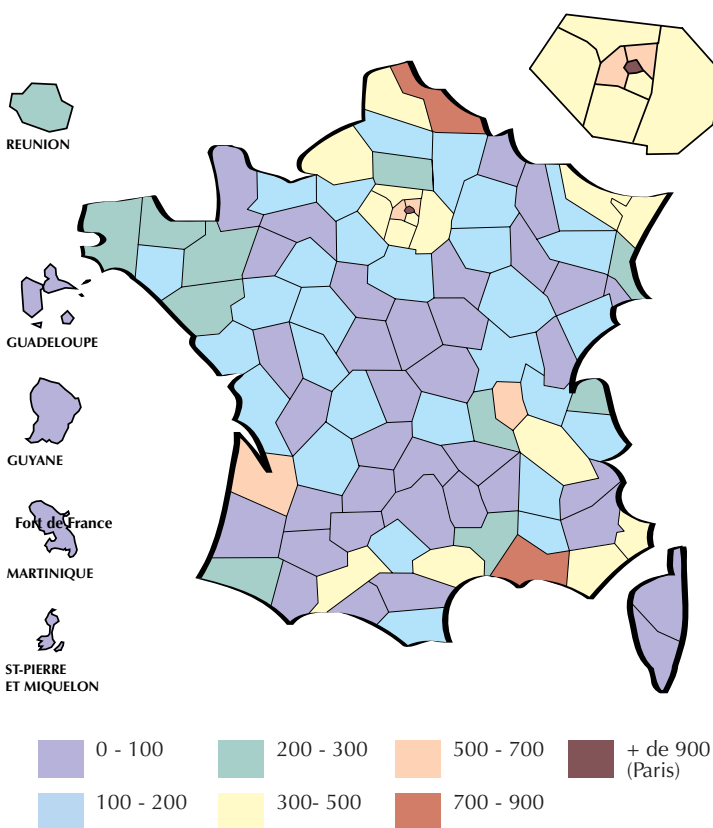 REUNION
GUADELOUPE
GUYANE
Fort de France
MARTINIQUE
ST-PIERRE
ET MIQUELON
0 - 100
200 - 300
500 - 700
+ de 900
(Paris)
100 - 200
300- 500
700 - 900